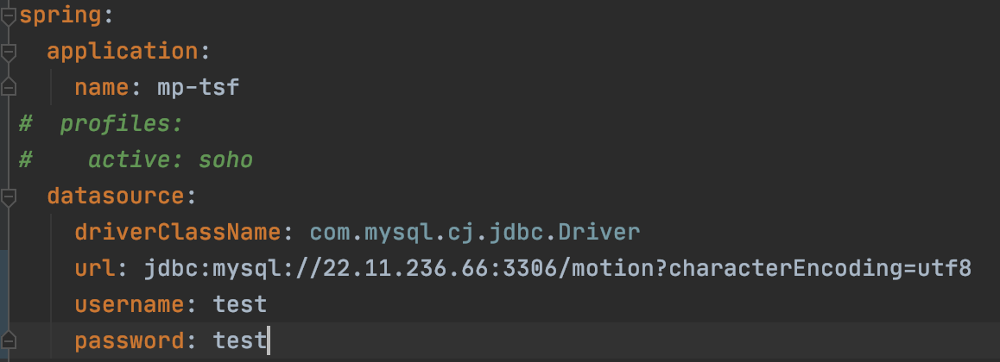 spring:
  application:
    name: mp-tsf
#  profiles:
#    active: soho
  datasource:
    driverClassName: com.mysql.cj.jdbc.Driver
    url: jdbc:mysql://22.11.236.66:3306/motion?characterEncoding=utf8
    username: test
    password: test